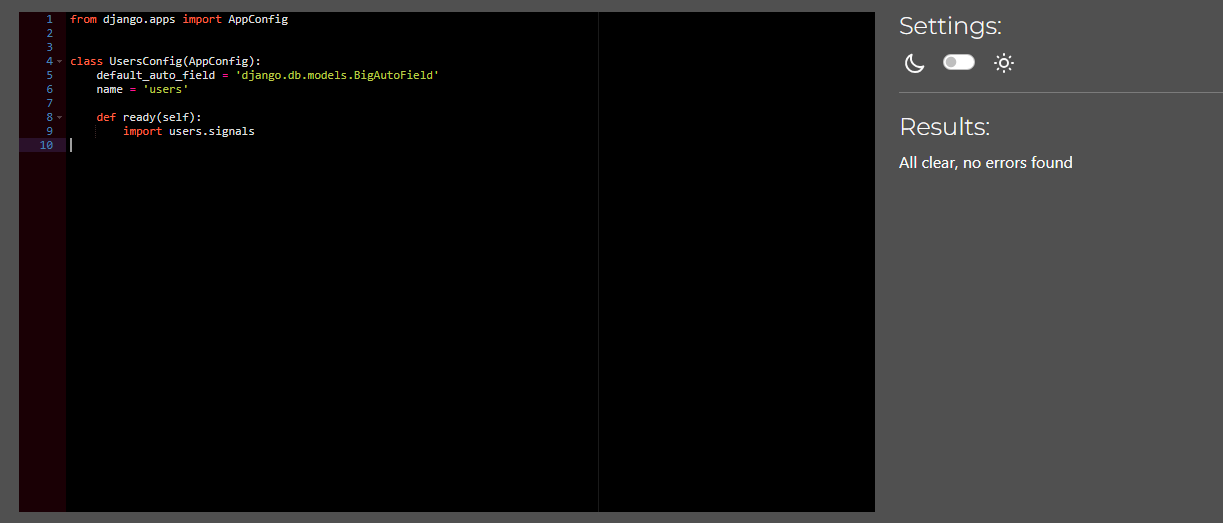 1 from django.apps import AppConfig
2
3
4 class UsersConfig(AppConfig):
5     default_auto_field = 'django.db.models.BigAutoField'
6     name = 'users'
7
8     def ready(self):
9         import users.signals
10
Settings:
Results:
All clear, no errors found